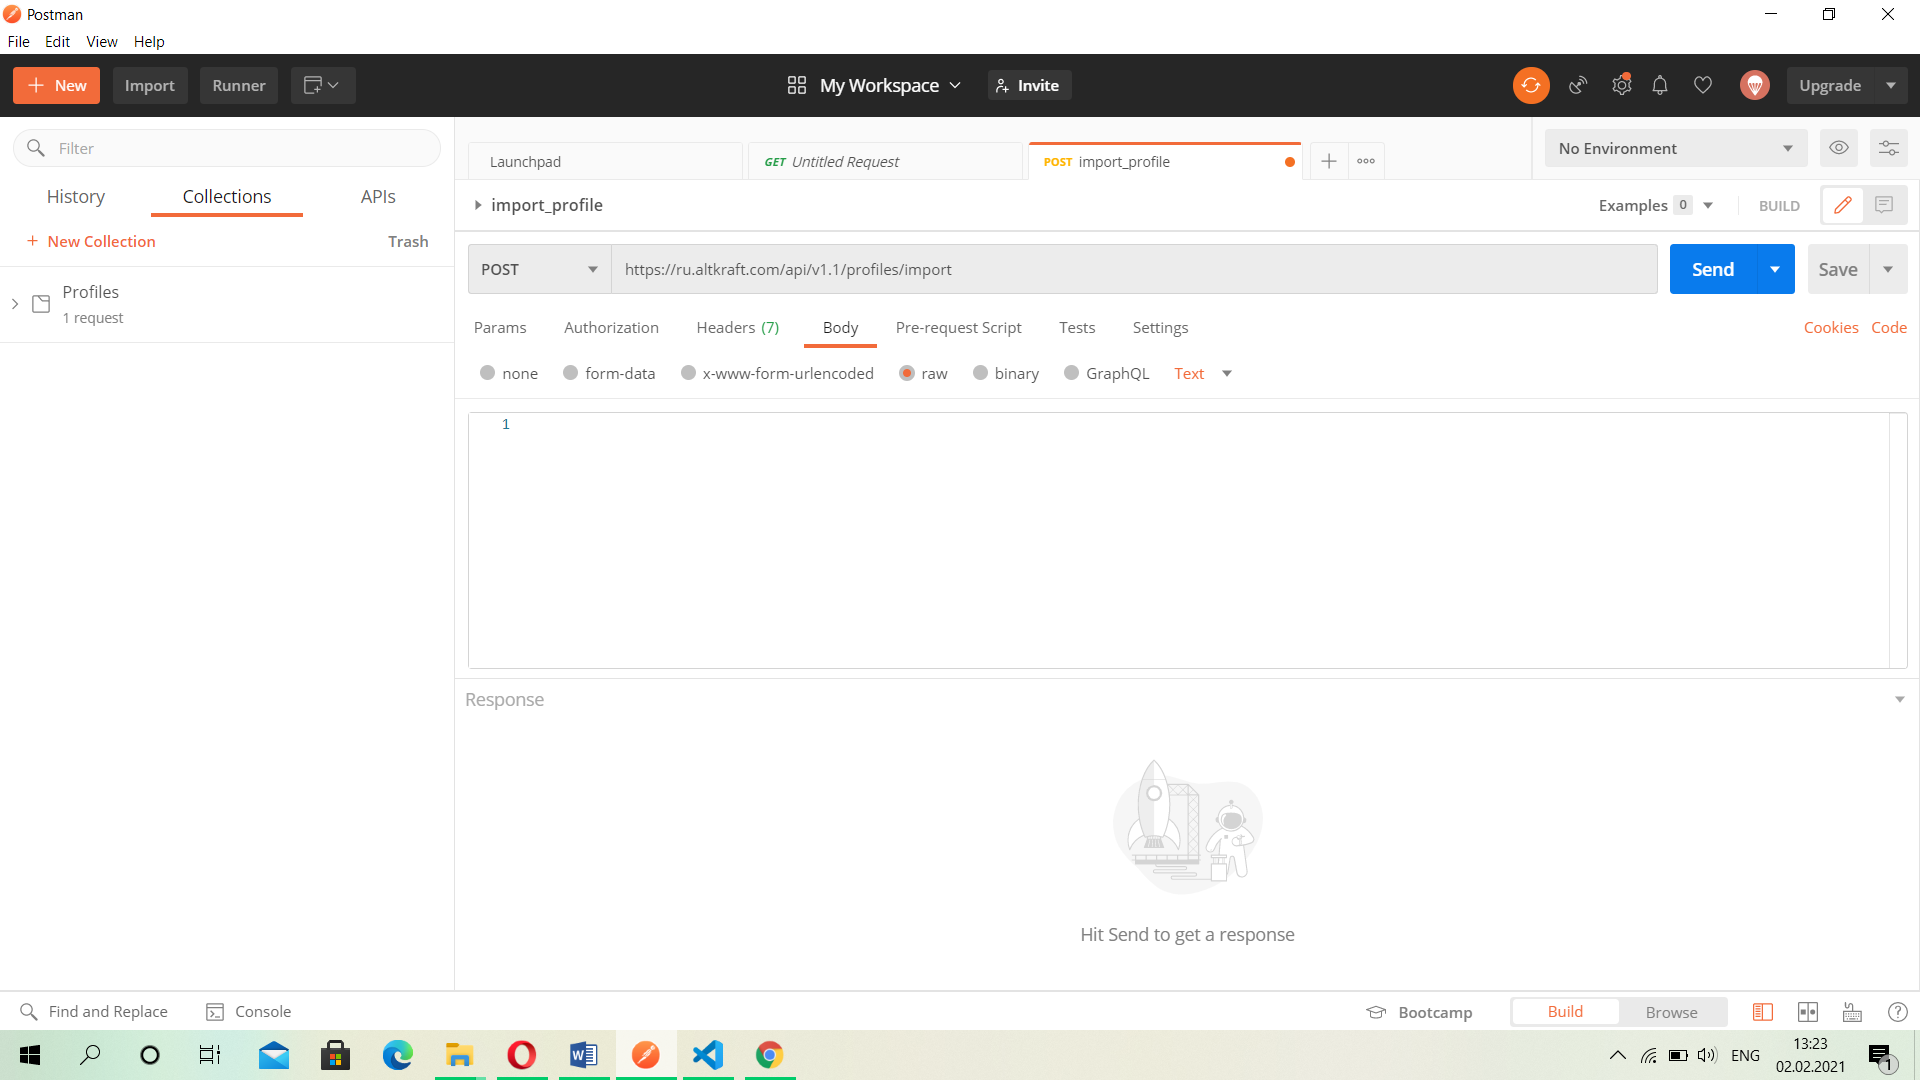 Postman
File Edit View Help
New Import Runner My Workspace Invite Upgrade
Filter
History Collections APIs
+ New Collection Trash
Profiles
1 request
Launchpad GET Untitled Request POST import_profile No Environment
import_profile Examples 0 BUILD
POST https://ru.altkraft.com/api/v1.1/profiles/import Send Save
Params Authorization Headers (7) Body Pre-request Script Tests Settings Cookies Code
none form-data x-www-form-urlencoded raw binary GraphQL Text
1
Response
Hit Send to get a response
Find and Replace Console Bootcamp Build Browse
ENG 13:23
02.02.2021
1